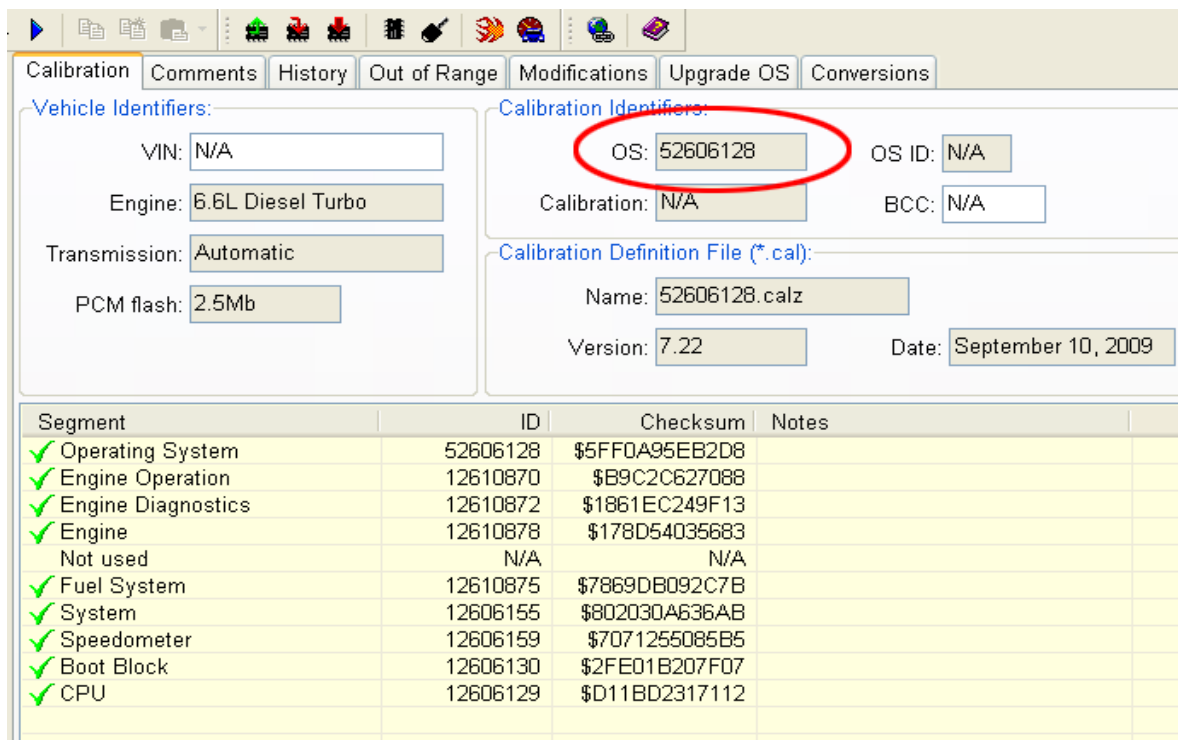 Calibration Comments History Out of Range Modifications Upgrade OS Conversions
Vehicle Identifiers:
VIN: N/A
Engine: 6.6L Diesel Turbo
Transmission: Automatic
PCM flash: 2.5Mb
Calibration Identifiers:
OS: 52606128 OS ID: N/A
Calibration: N/A BCC: N/A
Calibration Definition File (*.cal):
Name: 52606128.calz
Version: 7.22 Date: September 10, 2009
Segment ID Checksum Notes
Operating System 52606128 $5FF0A95EB2D8
Engine Operation 12610870 $B9C2C627088
Engine Diagnostics 12610872 $1861EC249F13
Engine 12610878 $178D54035683
Not used N/A N/A
Fuel System 12610875 $7869DB092C7B
System 12606155 $802030A636AB
Speedometer 12606159 $7071255085B5
Boot Block 12606130 $2FE01B207F07
CPU 12606129 $D11BD2317112